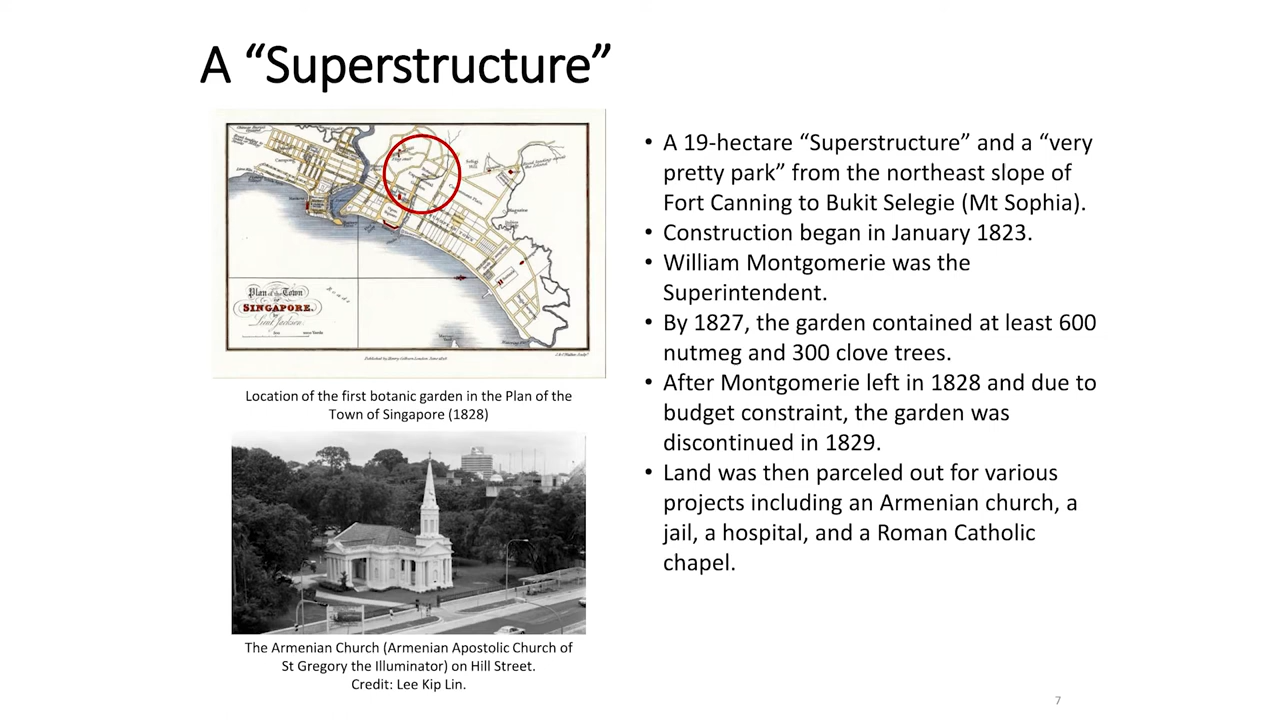 A “Superstructure”
Plan of the Town
of
SINGAPORE.
by
Lieut Jackson.
Roads
Location of the first botanic garden in the Plan of the
Town of Singapore (1828)
The Armenian Church (Armenian Apostolic Church of
St Gregory the Illuminator) on Hill Street.
Credit: Lee Kip Lin.
• A 19-hectare “Superstructure” and a “very
pretty park” from the northeast slope of
Fort Canning to Bukit Selegie (Mt Sophia).
• Construction began in January 1823.
• William Montgomerie was the
Superintendent.
• By 1827, the garden contained at least 600
nutmeg and 300 clove trees.
• After Montgomerie left in 1828 and due to
budget constraint, the garden was
discontinued in 1829.
• Land was then parceled out for various
projects including an Armenian church, a
jail, a hospital, and a Roman Catholic
chapel.
7